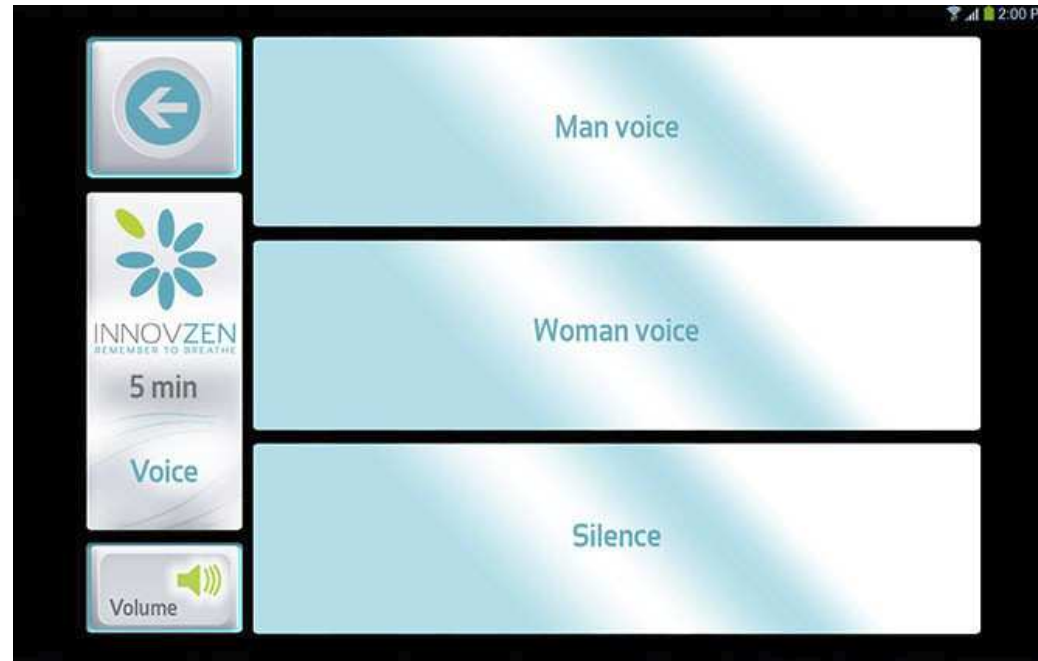 2:00 P
Man voice
INNOVZEN
REMEMBER TO BREATHE
5 min
Woman voice
Voice
Silence
Volume